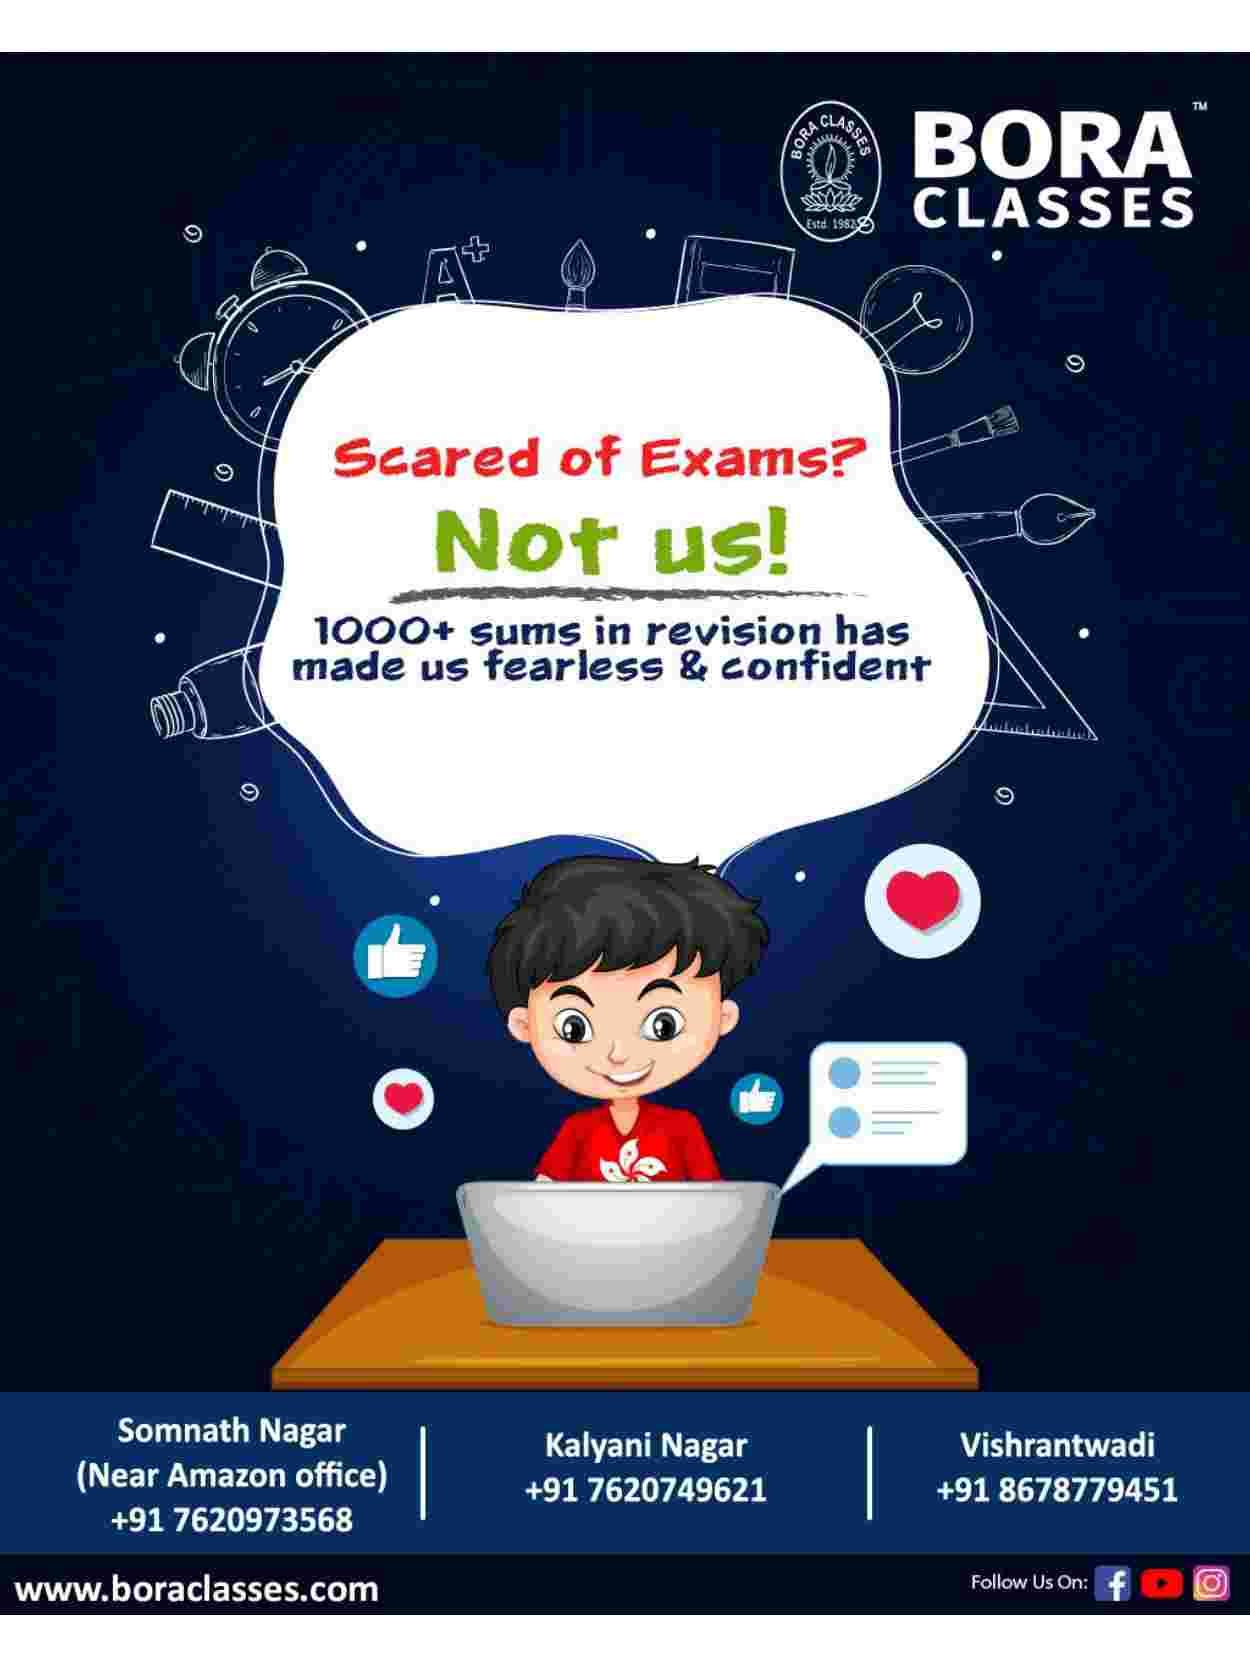 BORA CLASSES
Estd. 1982
BORA™
CLASSES
A+
Scared of Exams?
Not us!
1000+ sums in revision has
made us fearless & confident
Somnath Nagar
(Near Amazon office)
+91 7620973568
Kalyani Nagar
+91 7620749621
Vishrantwadi
+91 8678779451
www.boraclasses.com
Follow Us On: